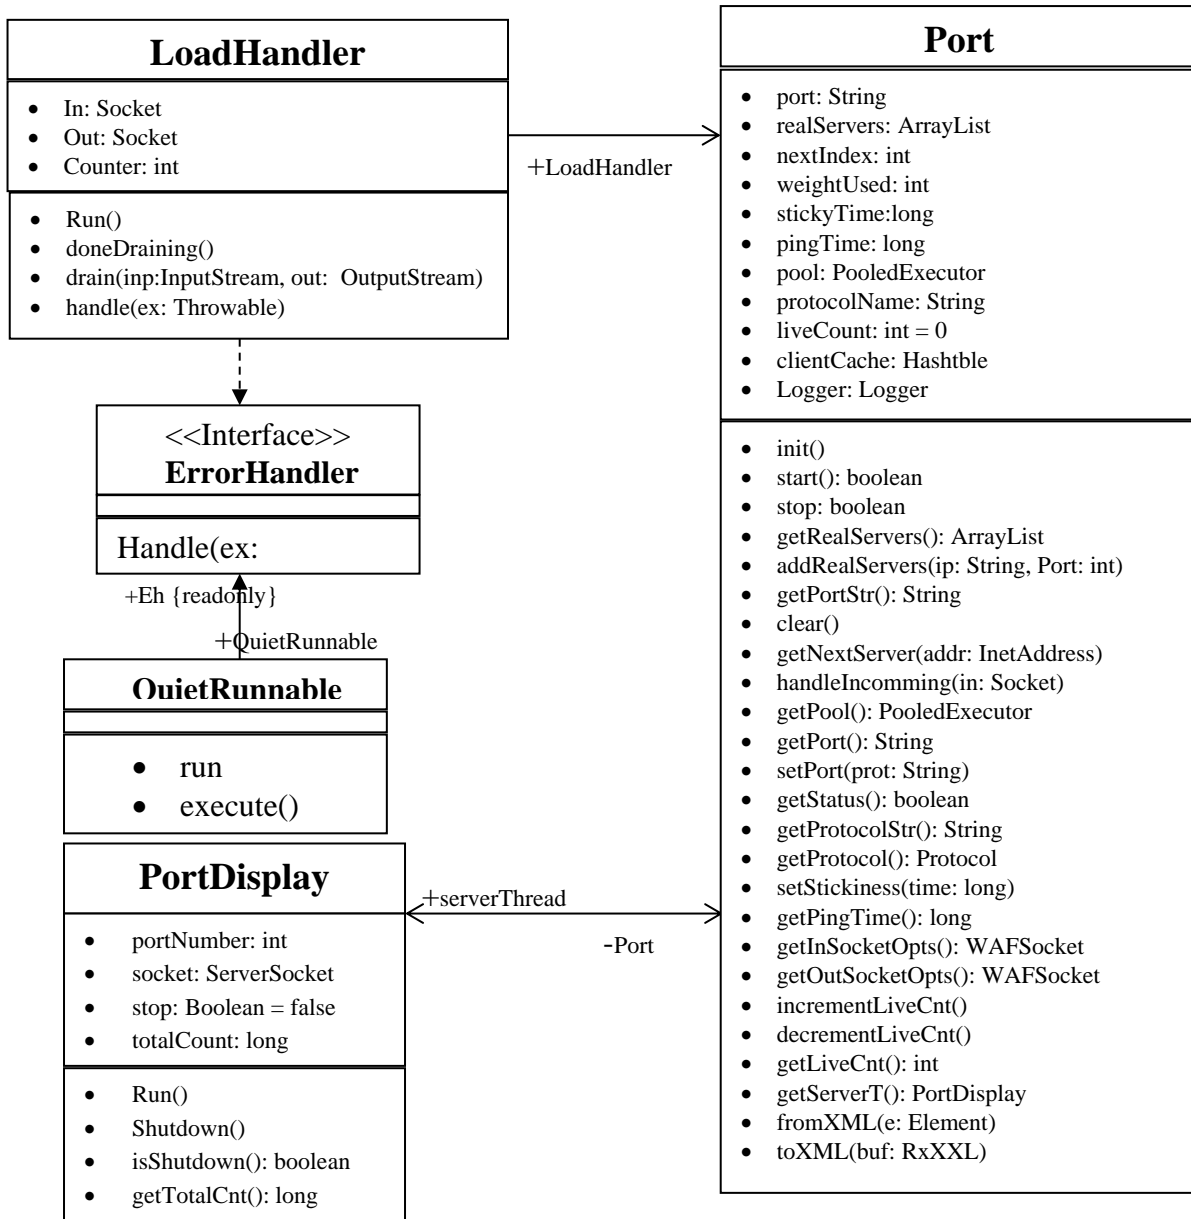 LoadHandler
• In: Socket
• Out: Socket
• Counter: int
• Run()
• doneDraining()
• drain(inp:InputStream, out: OutputStream)
• handle(ex: Throwable)
+LoadHandler
<<Interface>>
ErrorHandler
Handle(ex:
+Eh {readonly}
+QuietRunnable
QuietRunnable
• run
• execute()
PortDisplay
• portNumber: int
• socket: ServerSocket
• stop: Boolean = false
• totalCount: long
• Run()
• Shutdown()
• isShutdown(): boolean
• getTotalCnt(): long
+serverThread
-Port
Port
• port: String
• realServers: ArrayList
• nextIndex: int
• weightUsed: int
• stickyTime:long
• pingTime: long
• pool: PooledExecutor
• protocolName: String
• liveCount: int = 0
• clientCache: Hashtble
• Logger: Logger
• init()
• start(): boolean
• stop: boolean
• getRealServers(): ArrayList
• addRealServers(ip: String, Port: int)
• getPortStr(): String
• clear()
• getNextServer(addr: InetAddress)
• handleIncomming(in: Socket)
• getPool(): PooledExecutor
• getPort(): String
• setPort(prot: String)
• getStatus(): boolean
• getProtocolStr(): String
• getProtocol(): Protocol
• setStickiness(time: long)
• getPingTime(): long
• getInSocketOpts(): WAFSocket
• getOutSocketOpts(): WAFSocket
• incrementLiveCnt()
• decrementLiveCnt()
• getLiveCnt(): int
• getServerT(): PortDisplay
• fromXML(e: Element)
• toXML(buf: RxXXL)